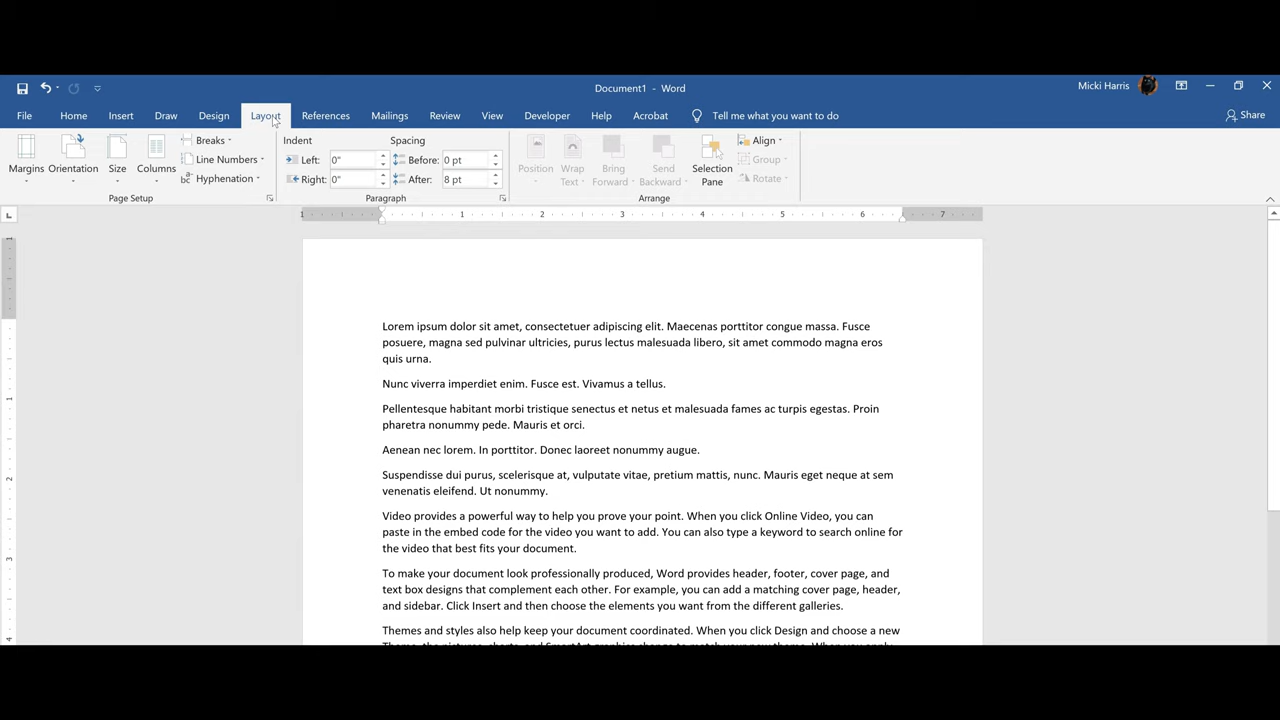 Document1 - Word
Micki Harris
File Home Insert Draw Design Layout References Mailings Review View Developer Help Acrobat Tell me what you want to do Share
Margins Orientation Size Columns
Breaks
Line Numbers
Hyphenation
Page Setup
Indent Spacing
Left: 0" Before: 0 pt
Right: 0" After: 8 pt
Paragraph
Position Wrap Text Bring Forward Send Backward Selection Pane
Align
Group
Rotate
Arrange
1 1 2 3 4 5 6 7
1
1
2
3
4
Lorem ipsum dolor sit amet, consectetuer adipiscing elit. Maecenas porttitor congue massa. Fusce
posuere, magna sed pulvinar ultricies, purus lectus malesuada libero, sit amet commodo magna eros
quis urna.
Nunc viverra imperdiet enim. Fusce est. Vivamus a tellus.
Pellentesque habitant morbi tristique senectus et netus et malesuada fames ac turpis egestas. Proin
pharetra nonummy pede. Mauris et orci.
Aenean nec lorem. In porttitor. Donec laoreet nonummy augue.
Suspendisse dui purus, scelerisque at, vulputate vitae, pretium mattis, nunc. Mauris eget neque at sem
venenatis eleifend. Ut nonummy.
Video provides a powerful way to help you prove your point. When you click Online Video, you can
paste in the embed code for the video you want to add. You can also type a keyword to search online for
the video that best fits your document.
To make your document look professionally produced, Word provides header, footer, cover page, and
text box designs that complement each other. For example, you can add a matching cover page, header,
and sidebar. Click Insert and then choose the elements you want from the different galleries.
Themes and styles also help keep your document coordinated. When you click Design and choose a new